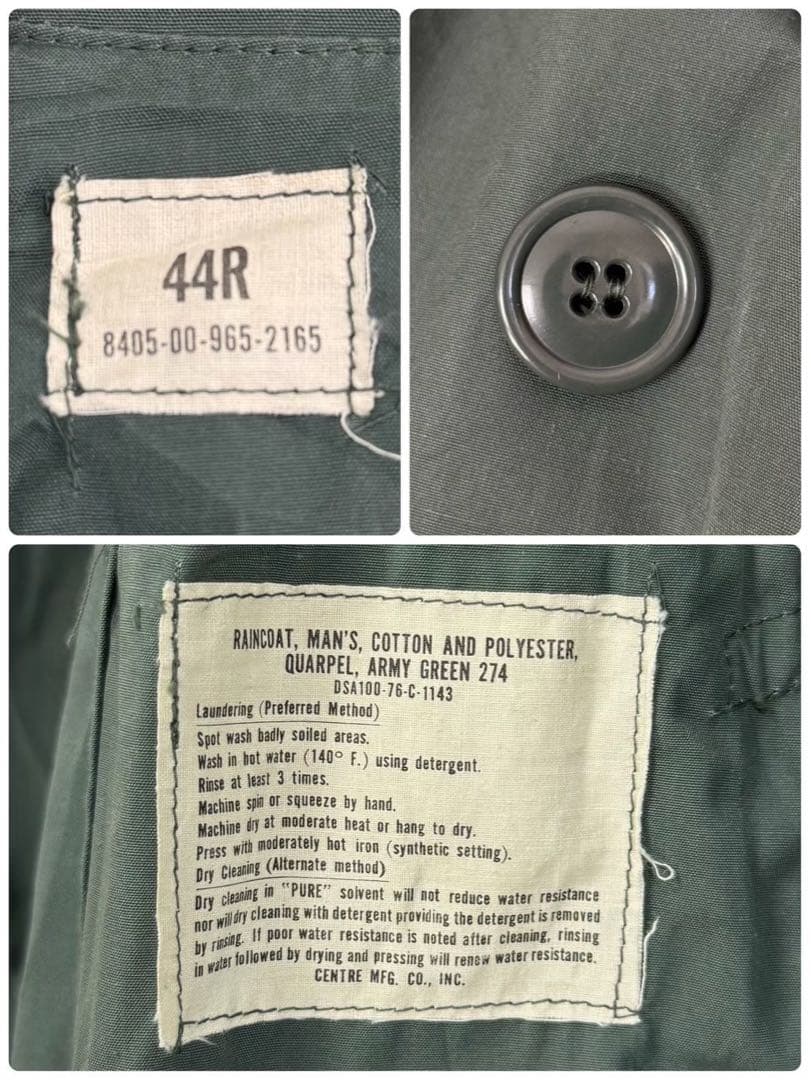 44R
8405-00-965-2165
RAINCOAT, MAN'S, COTTON AND POLYESTER,
QUARPEL, ARMY GREEN 274
DSA100-76-C-1143
Laundering (Preferred Method)
Spot wash badly soiled areas.
Wash in hot water (140° F.) using detergent.
Rinse at least 3 times.
Machine spin or squeeze by hand.
Machine dry at moderate heat or hang to dry.
Press with moderately hot iron (synthetic setting).
Dry Cleaning (Alternate method)
Dry cleaning in "PURE" solvent will not reduce water resistance
nor will dry cleaning with detergent providing the detergent is removed
by rinsing. If poor water resistance is noted after cleaning, rinsing
in water followed by drying and pressing will renew water resistance.
CENTRE MFG. CO., INC.